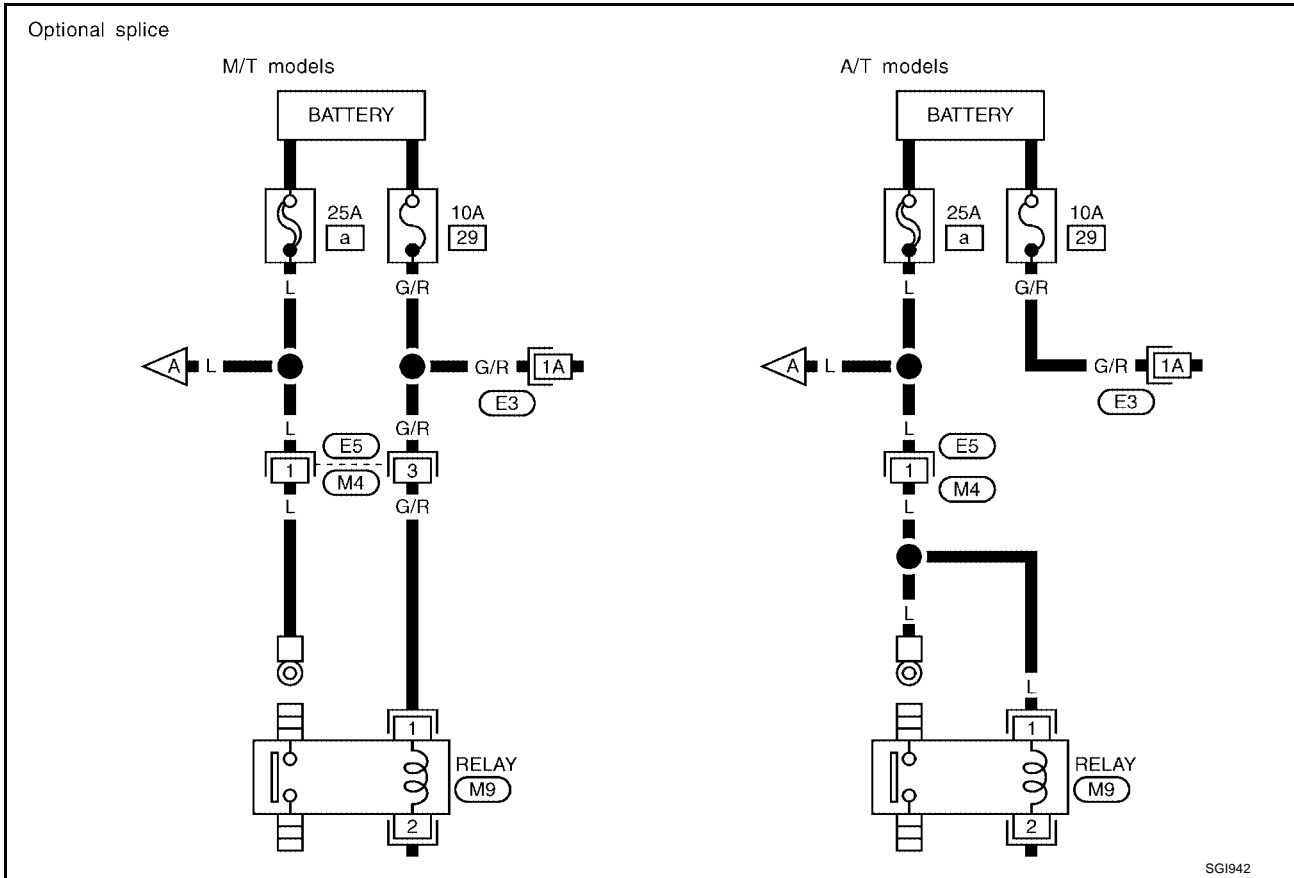 Optional splice
M/T models
BATTERY
25A
a
10A
29
L
G/R
A
L
G/R
1A
E3
L
G/R
E5
1
3
M4
L
G/R
1
RELAY
M9
2
A/T models
BATTERY
25A
a
10A
29
L
G/R
A
L
G/R
1A
E3
L
E5
1
M4
L
L
L
1
RELAY
M9
2
SGI942